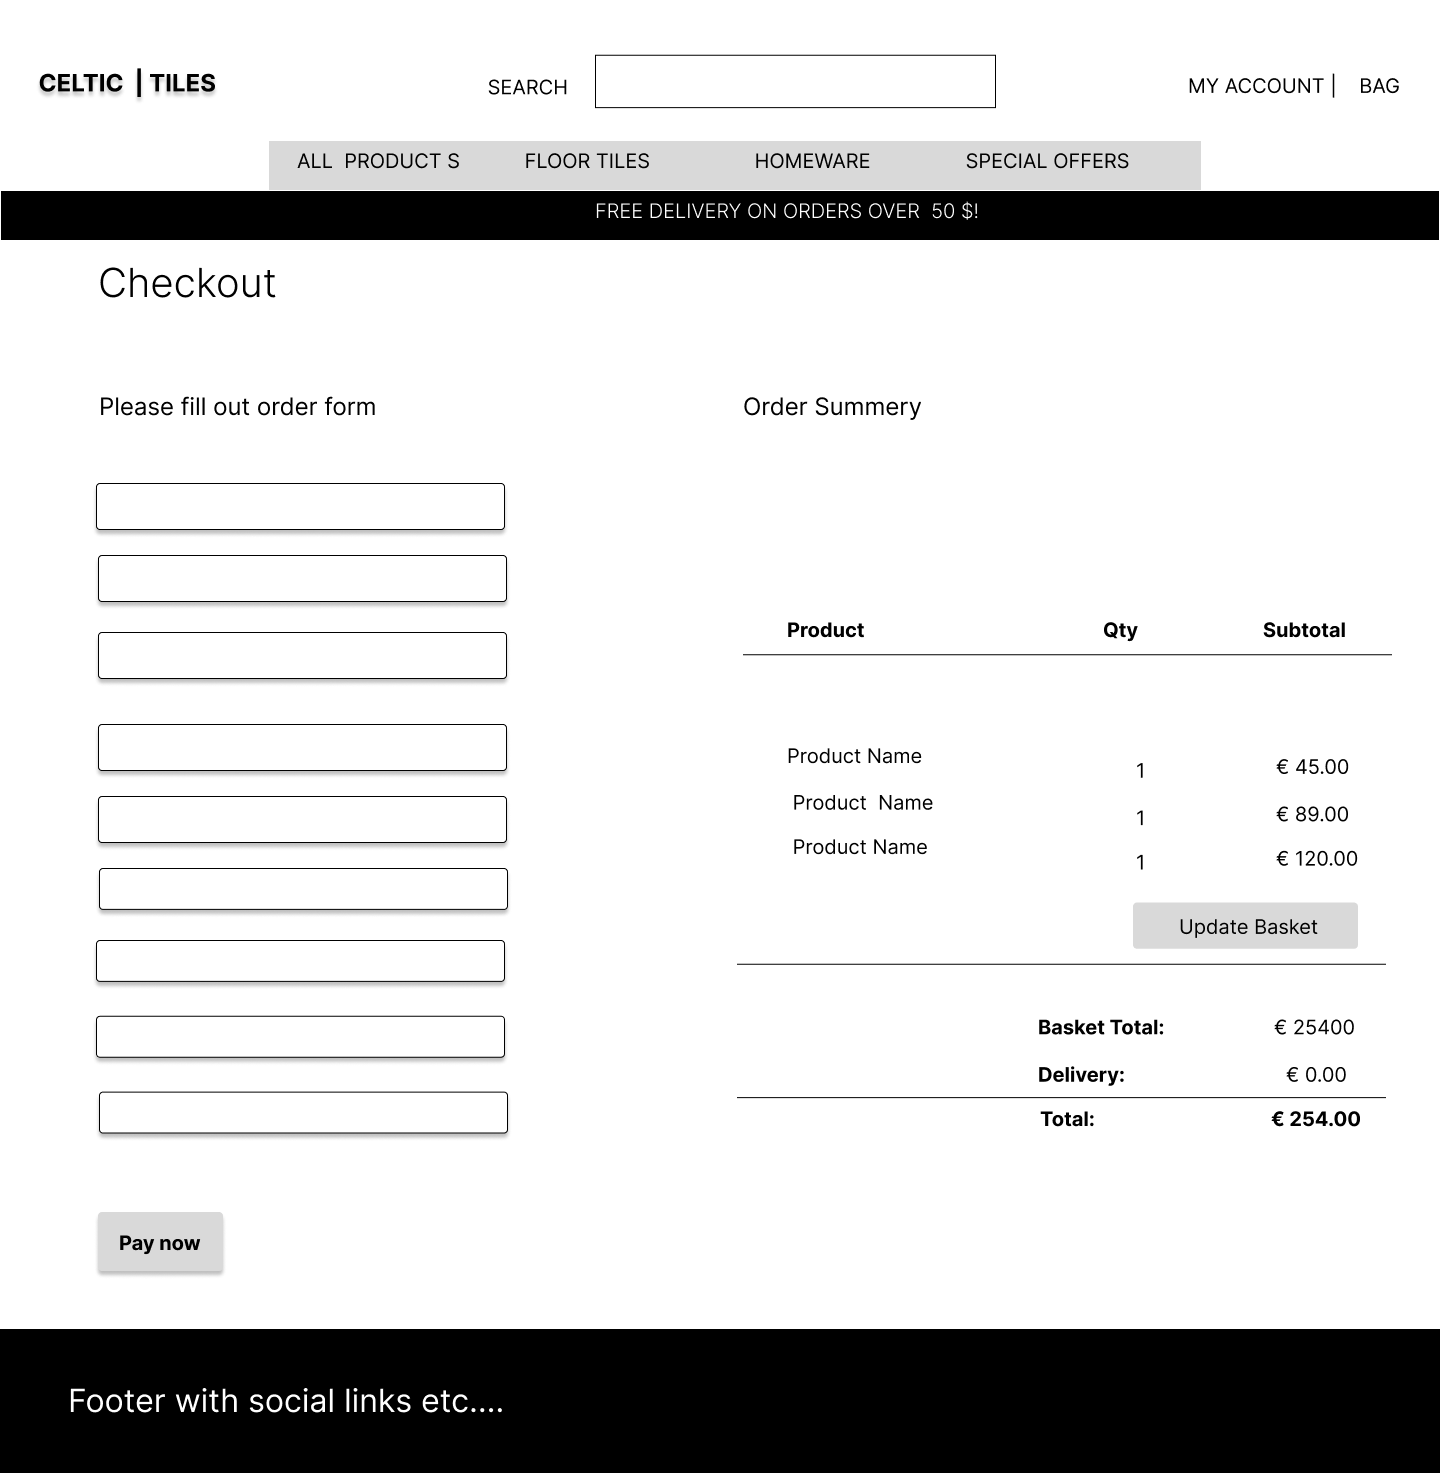 CELTIC | TILES
SEARCH
MY ACCOUNT | BAG
ALL PRODUCT S FLOOR TILES HOMEWARE SPECIAL OFFERS
FREE DELIVERY ON ORDERS OVER 50 $!
Checkout
Please fill out order form
Order Summery
Product Qty Subtotal
Product Name 1 € 45.00
Product Name 1 € 89.00
Product Name 1 € 120.00
Update Basket
Basket Total: € 25400
Delivery: € 0.00
Total: € 254.00
Pay now
Footer with social links etc....